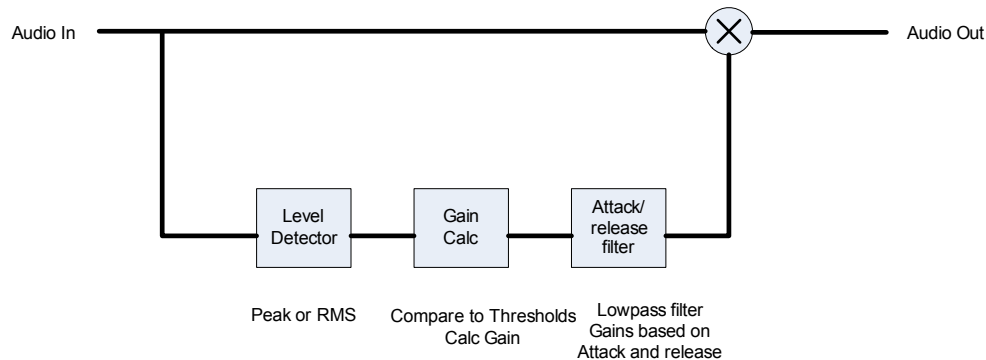 Audio In
Audio Out
Level
Detector
Gain
Calc
Attack/
release
filter
Peak or RMS
Compare to Thresholds
Calc Gain
Lowpass filter
Gains based on
Attack and release